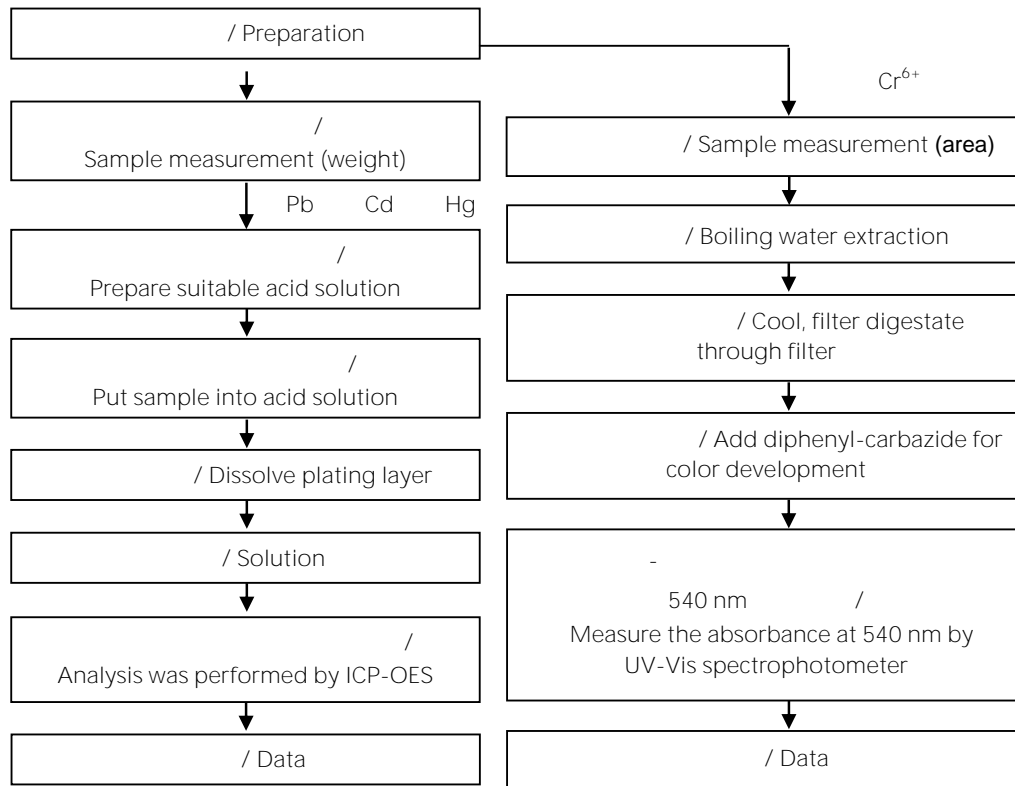 / Preparation
/
Sample measurement (weight)
Pb Cd Hg
/
Prepare suitable acid solution
/
Put sample into acid solution
/ Dissolve plating layer
/ Solution
/
Analysis was performed by ICP-OES
/ Data
Cr⁶⁺
/ Sample measurement (area)
/ Boiling water extraction
/ Cool, filter digestate
through filter
/ Add diphenyl-carbazide for
color development
-
540 nm /
Measure the absorbance at 540 nm by
UV-Vis spectrophotometer
/ Data